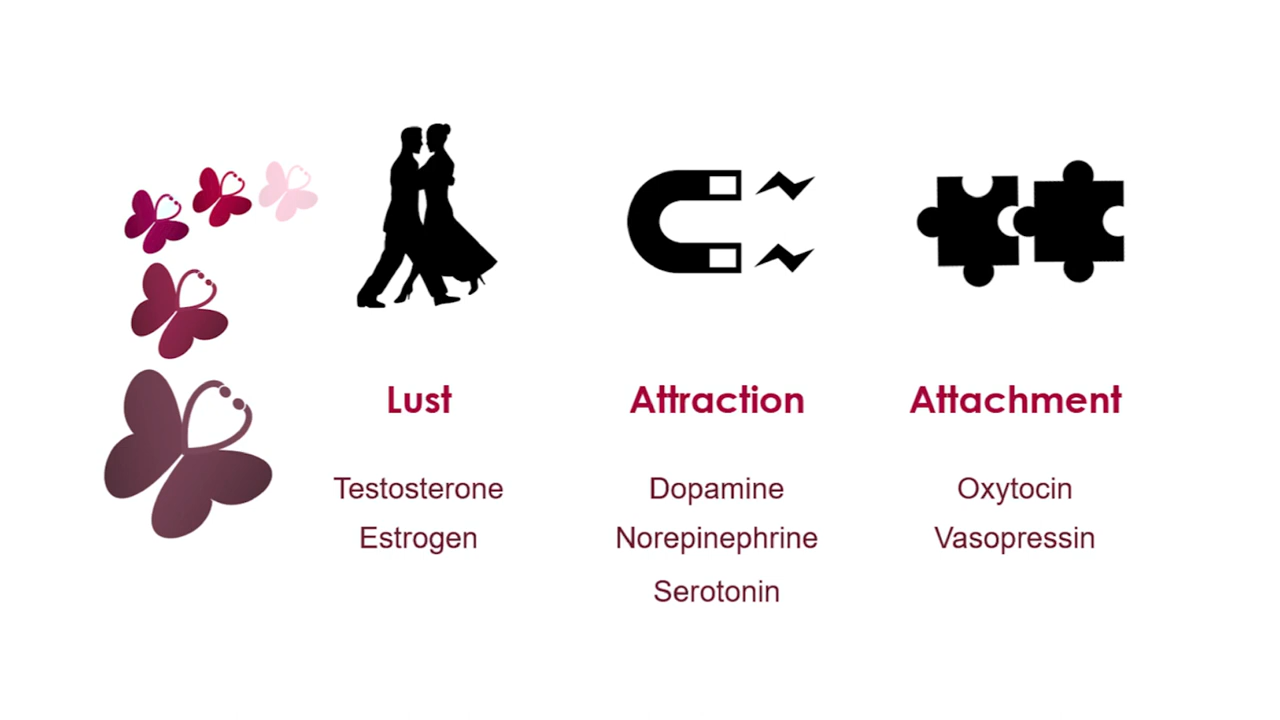 Lust
Attraction
Attachment
Testosterone
Dopamine
Oxytocin
Estrogen
Norepinephrine
Vasopressin
Serotonin